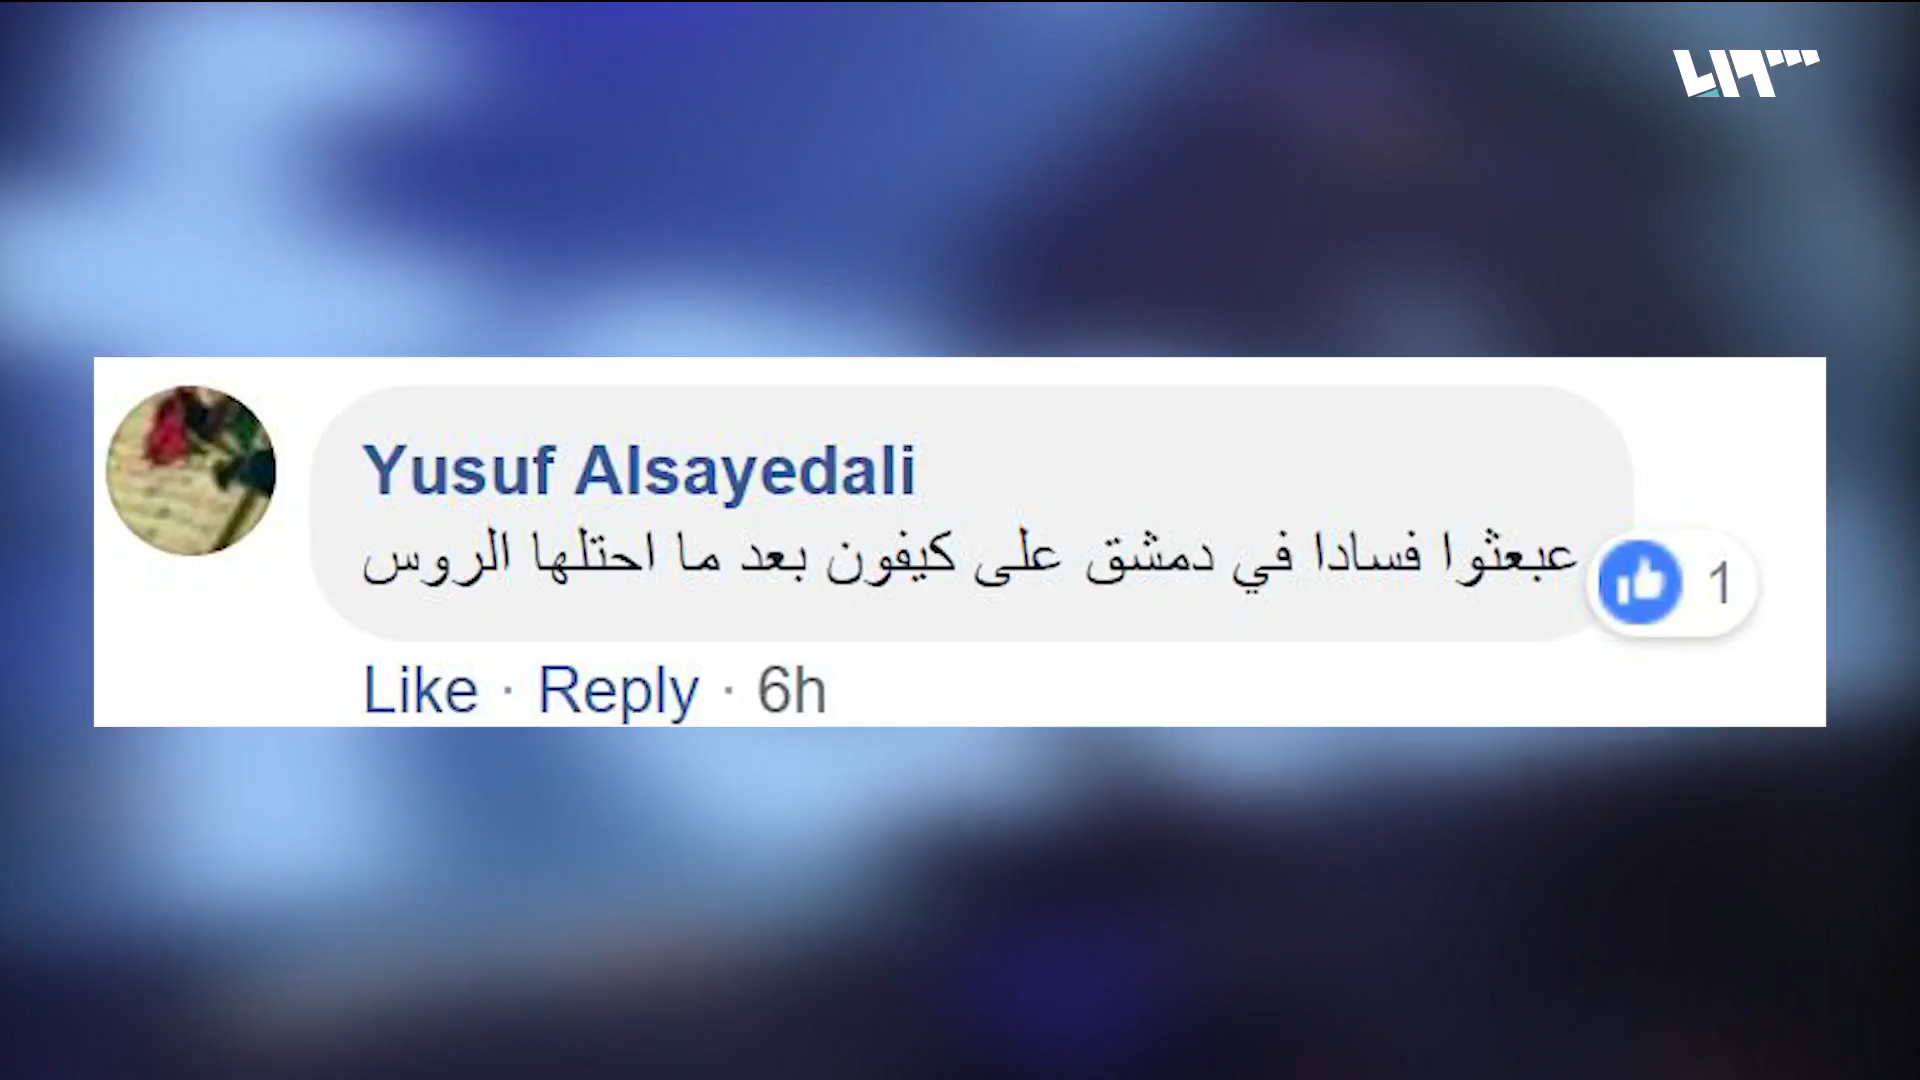 Yusuf Alsayedali
عبعثوا فسادا في دمشق على كيفون بعد ما احتلها الروس
1
Like · Reply · 6h